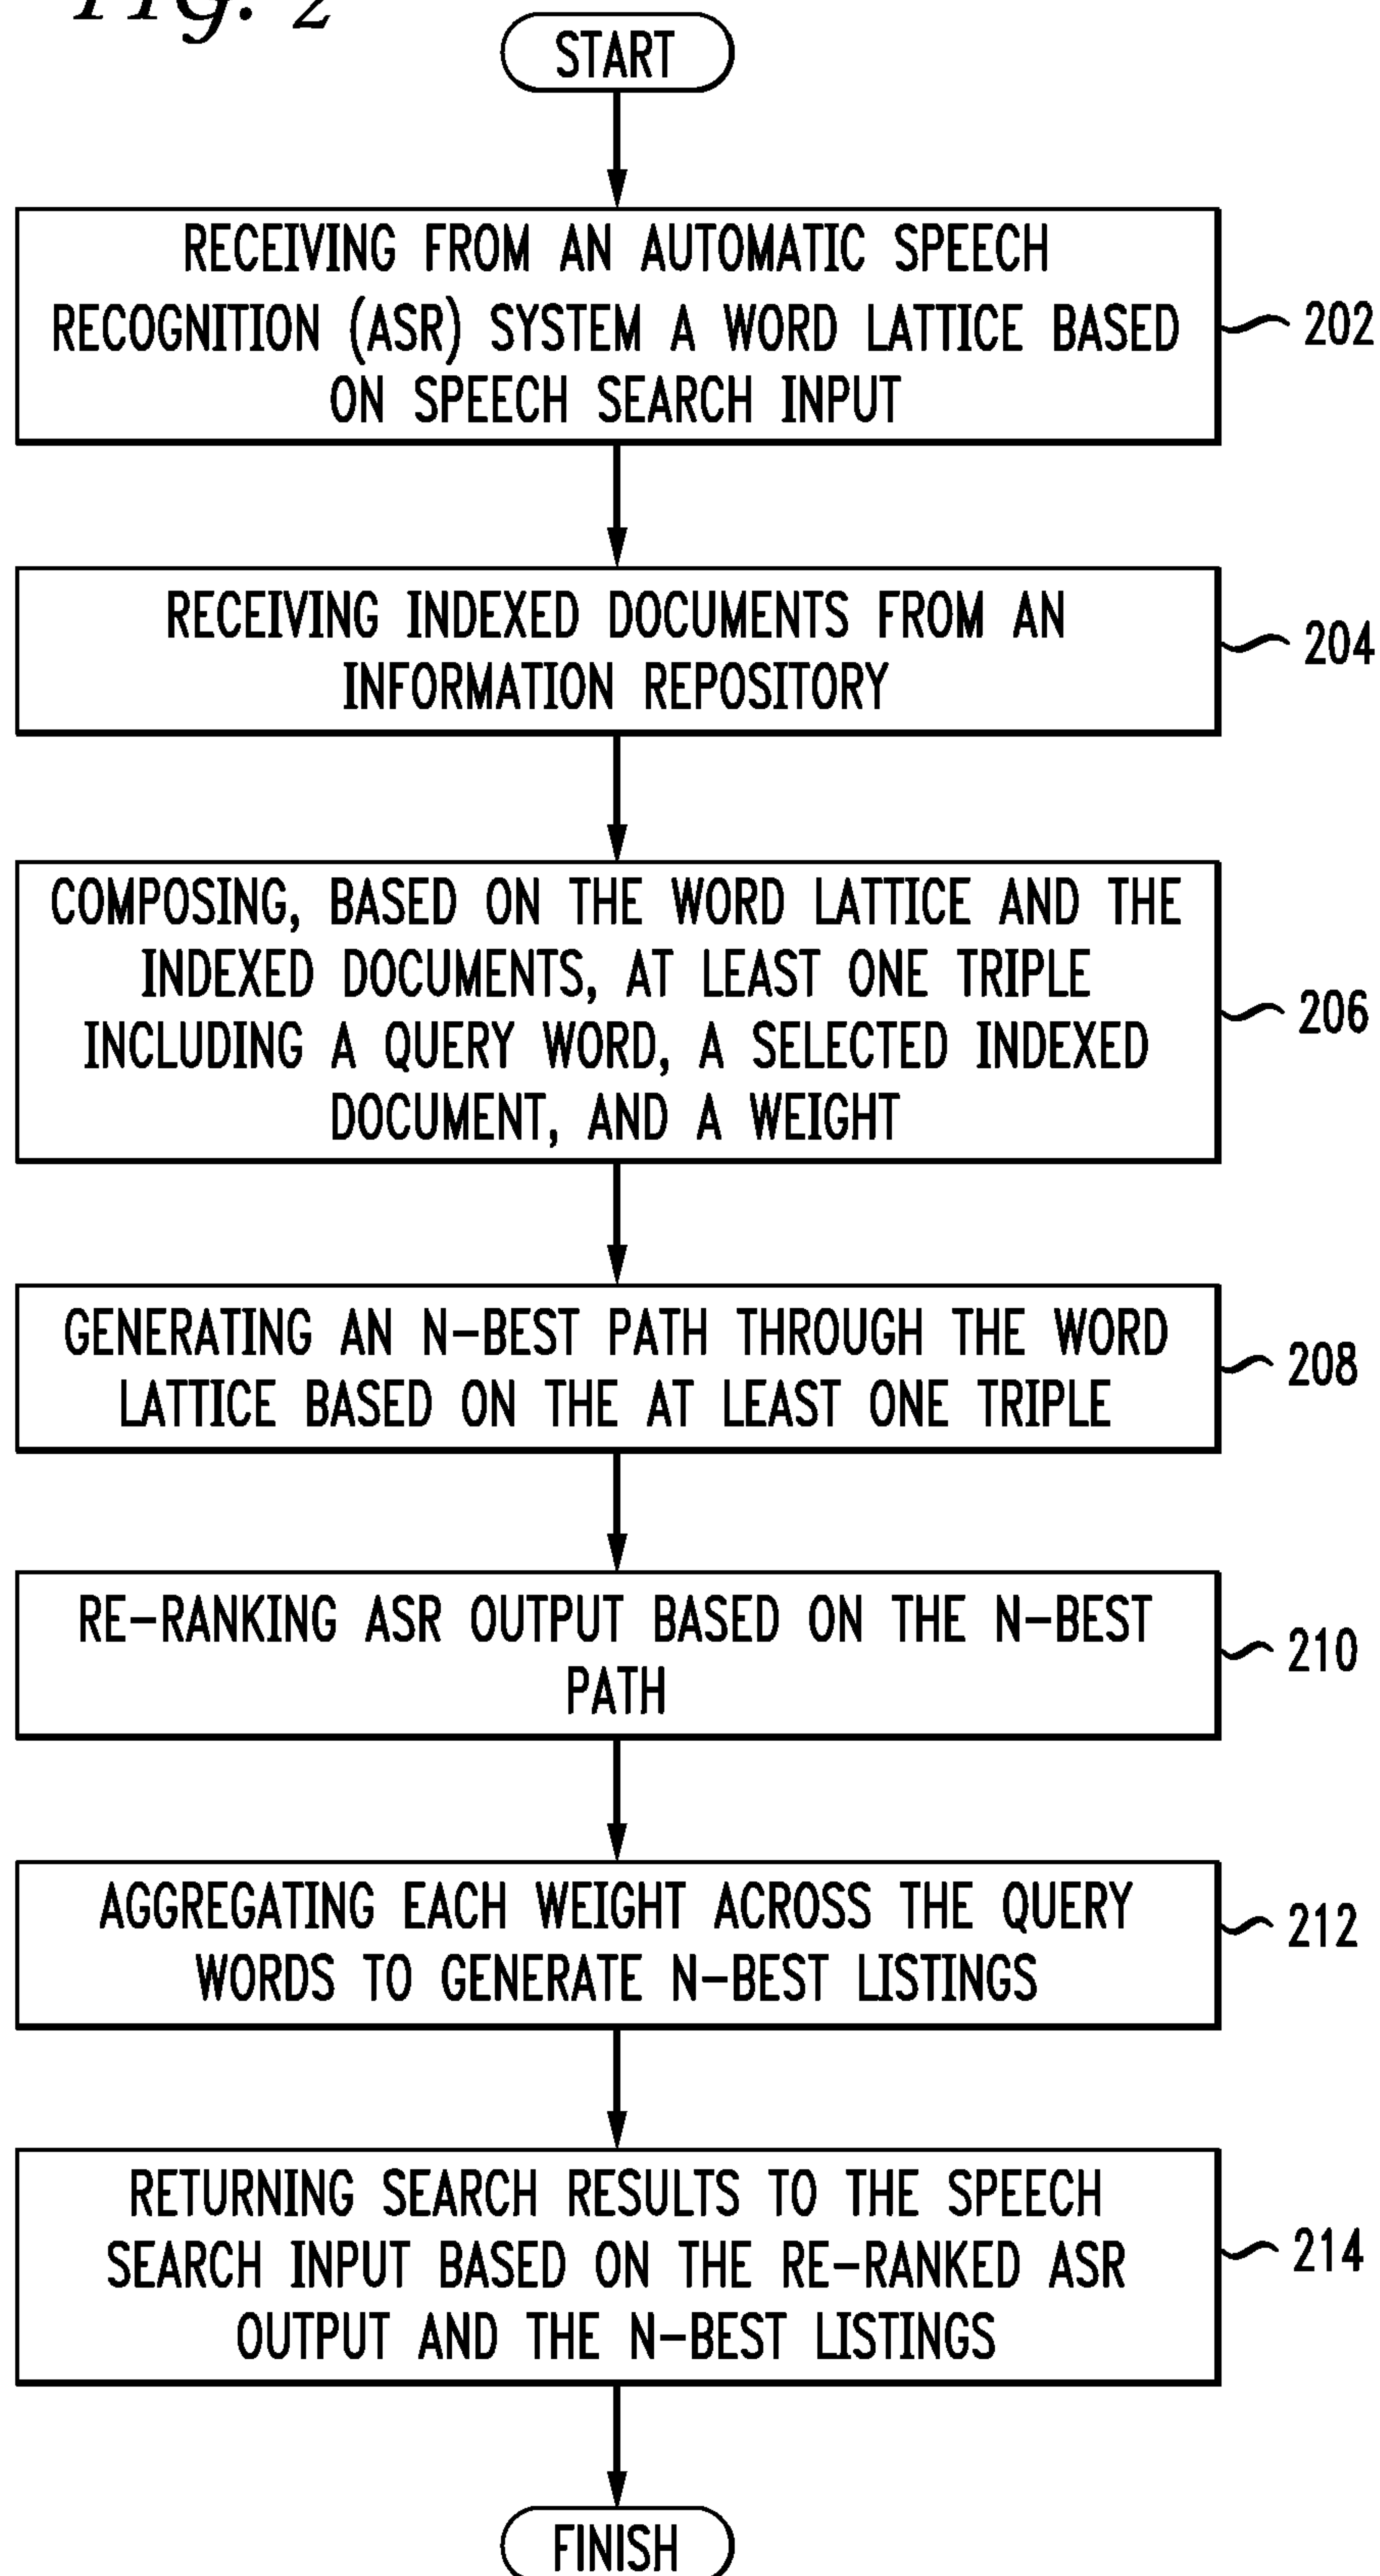 Fig. 2
START
RECEIVING FROM AN AUTOMATIC SPEECH
RECOGNITION (ASR) SYSTEM A WORD LATTICE BASED
ON SPEECH SEARCH INPUT
202
RECEIVING INDEXED DOCUMENTS FROM AN
INFORMATION REPOSITORY
204
COMPOSING, BASED ON THE WORD LATTICE AND THE
INDEXED DOCUMENTS, AT LEAST ONE TRIPLE
INCLUDING A QUERY WORD, A SELECTED INDEXED
DOCUMENT, AND A WEIGHT
206
GENERATING AN N-BEST PATH THROUGH THE WORD
LATTICE BASED ON THE AT LEAST ONE TRIPLE
208
RE-RANKING ASR OUTPUT BASED ON THE N-BEST
PATH
210
AGGREGATING EACH WEIGHT ACROSS THE QUERY
WORDS TO GENERATE N-BEST LISTINGS
212
RETURNING SEARCH RESULTS TO THE SPEECH
SEARCH INPUT BASED ON THE RE-RANKED ASR
OUTPUT AND THE N-BEST LISTINGS
214
FINISH